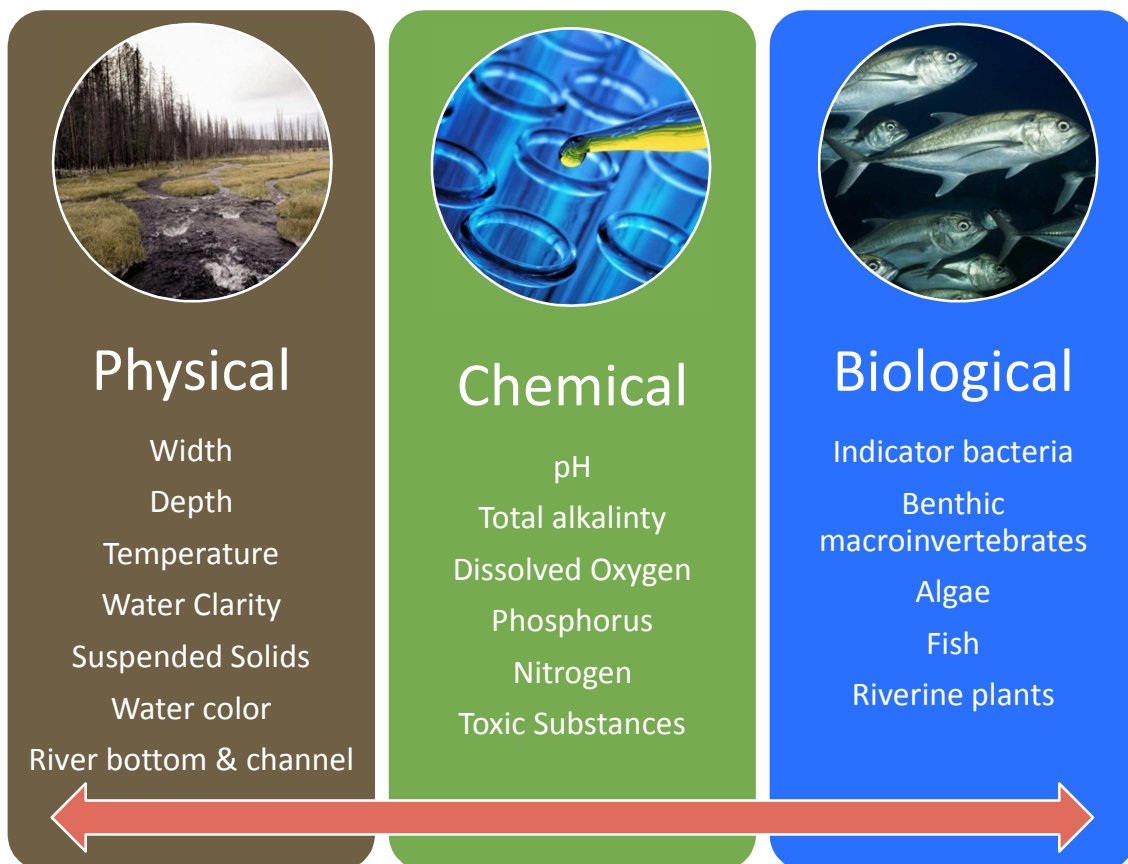 Physical
Width
Depth
Temperature
Water Clarity
Suspended Solids
Water color
River bottom & channel
Chemical
pH
Total alkalinty
Dissolved Oxygen
Phosphorus
Nitrogen
Toxic Substances
Biological
Indicator bacteria
Benthic
macroinvertebrates
Algae
Fish
Riverine plants